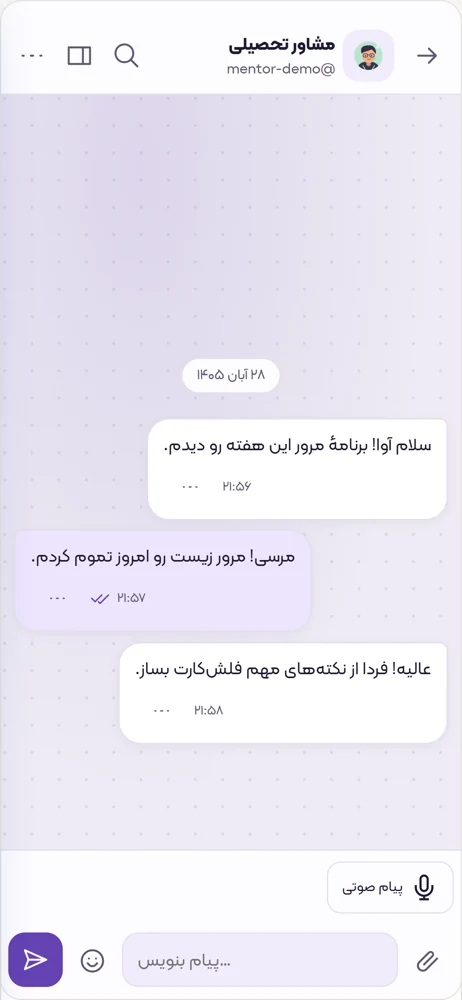 مشاور تحصیلی
@mentor-demo
۲۸ آبان ۱۴۰۵
سلام آوا! برنامهٔ مرور این هفته رو دیدم.
۲۱:۵۶
مرسی! مرور زیست رو امروز تموم کردم.
۲۱:۵۷
عالیه! فردا از نکته‌های مهم فلش‌کارت بساز.
۲۱:۵۸
پیام صوتی
پیام بنویس...